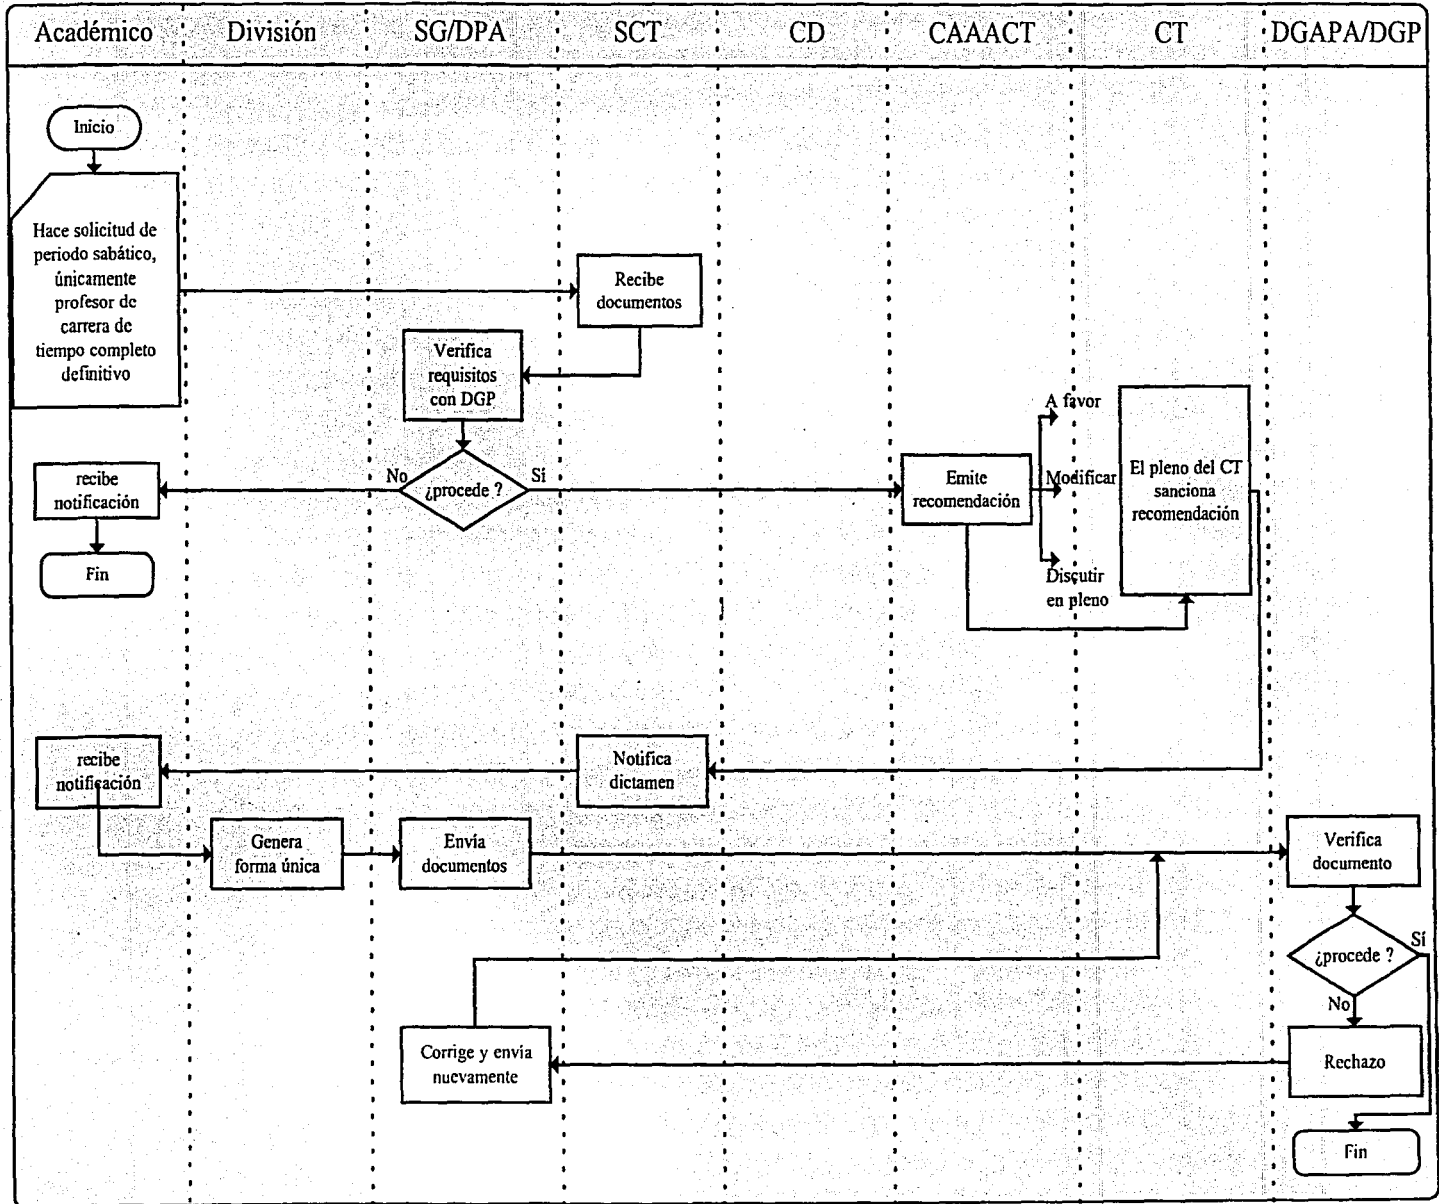 Académico División SG/DPA SCT CD CAAACT CT DGAPA/DGP
Inicio
Hace solicitud de
periodo sabático,
únicamente
profesor de
carrera de
tiempo completo
definitivo
Recibe
documentos
Verifica
requisitos
con DGP
¿procede ?
No
Sí
recibe
notificación
Fin
Emite
recomendación
A favor
Modificar
Discutir
en pleno
El pleno del CT
sanciona
recomendación
Notifica
dictamen
recibe
notificación
Genera
forma única
Envía
documentos
Verifica
documento
¿procede ?
Sí
No
Rechazo
Corrige y envía
nuevamente
Fin